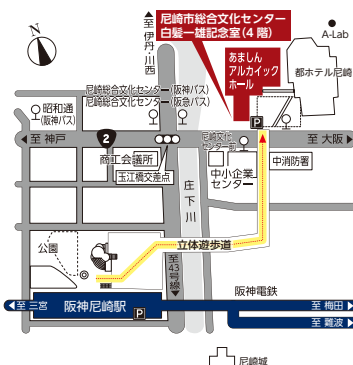 N
至
伊丹・川西
尼崎市総合文化センター
白髪一雄記念室(4階)
A-Lab
あましん
アルカイック
ホール
都ホテル尼崎
尼崎総合文化センター(阪神バス)
尼崎総合文化センター(阪急バス)
昭和通
(阪神バス)
P
至 神戸
2
尼崎文化
センター前
至 大阪
商工会議所
玉江橋交差点
中小企業
センター
中消防署
庄下川
公園
立体遊歩道
至43号線
阪神電鉄
至 三宮
阪神尼崎駅
P
至 梅田
至 難波
尼崎城